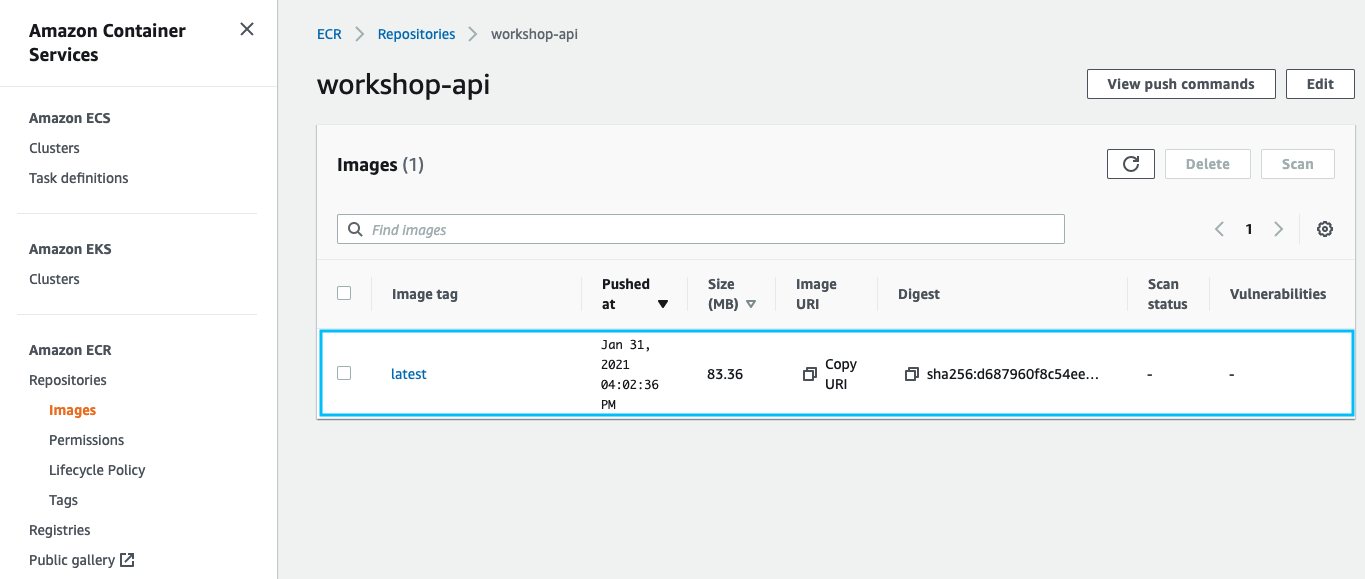 Amazon Container
Services
Amazon ECS
Clusters
Task definitions
Amazon EKS
Clusters
Amazon ECR
Repositories
Images
Permissions
Lifecycle Policy
Tags
Registries
Public gallery
ECR
Repositories
workshop-api
workshop-api
View push commands
Edit
Images (1)
Delete
Scan
Find images
1
Image tag
Pushed
at
Size
(MB)
Image
URI
Digest
Scan
status
Vulnerabilities
latest
Jan 31,
2021
04:02:36
PM
83.36
Copy
URI
sha256:d687960f8c54ee...
-
-